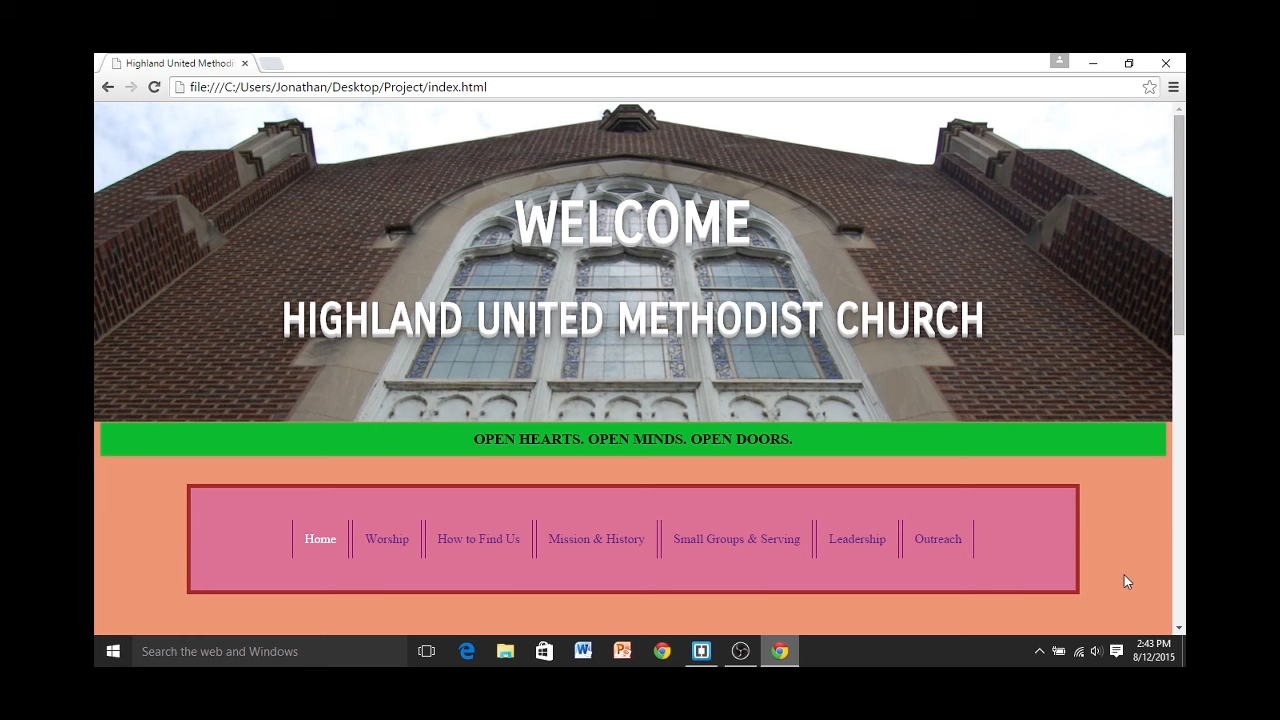 Highland United Methodi
file:///C:/Users/Jonathan/Desktop/Project/index.html
WELCOME
HIGHLAND UNITED METHODIST CHURCH
OPEN HEARTS. OPEN MINDS. OPEN DOORS.
Home Worship How to Find Us Mission & History Small Groups & Serving Leadership Outreach
Search the web and Windows
2:43 PM
8/12/2015